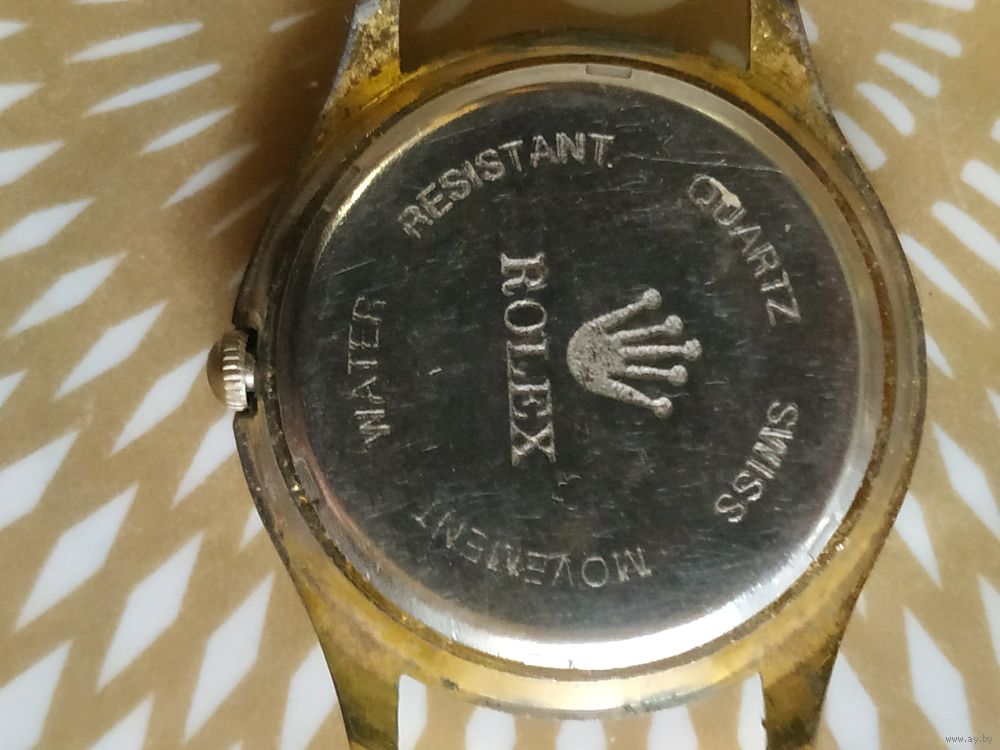 WATER RESISTANT
QUARTZ
SWISS
MOVEMENT
ROLEX
www.ay.by